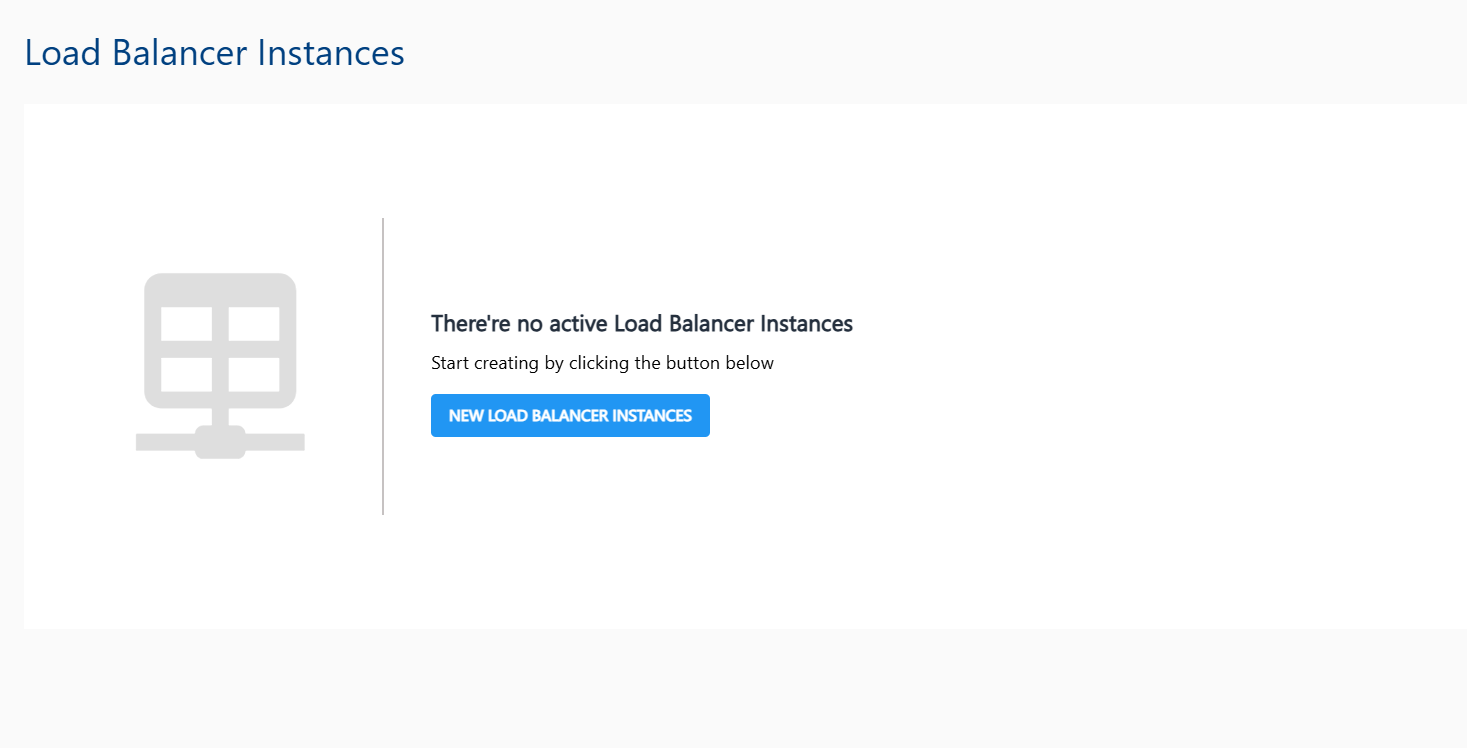 Load Balancer Instances
There're no active Load Balancer Instances
Start creating by clicking the button below
NEW LOAD BALANCER INSTANCES